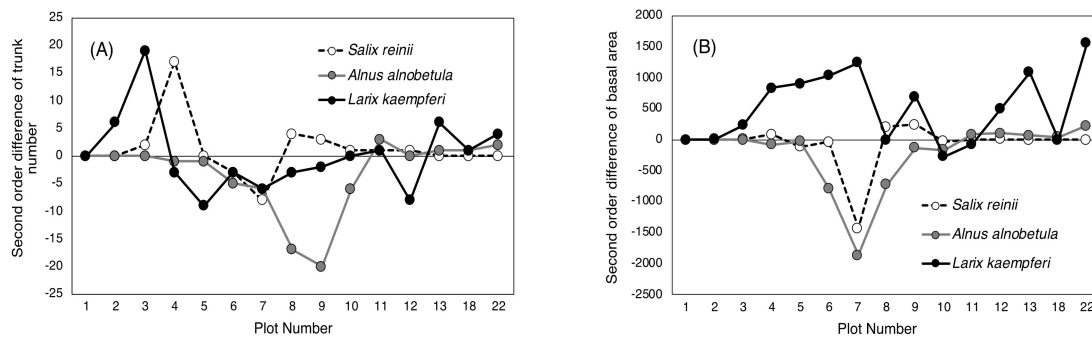 (A)
Second order difference of trunk
number
25
20
15
10
5
0
-5
-10
-15
-20
-25
Salix reinii
Alnus alnobetula
Larix kaempferi
1 2 3 4 5 6 7 8 9 10 11 12 13 18 22
Plot Number
(B)
Second order difference of basal area
2000
1500
1000
500
0
-500
-1000
-1500
-2000
-2500
Salix reinii
Alnus alnobetula
Larix kaempferi
1 2 3 4 5 6 7 8 9 10 11 12 13 18 22
Plot Number